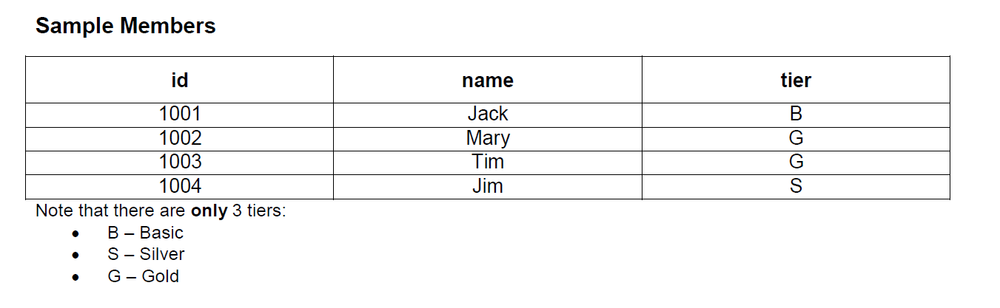 Sample Members
id name tier
1001 Jack B
1002 Mary G
1003 Tim G
1004 Jim S
Note that there are only 3 tiers:
• B – Basic
• S – Silver
• G – Gold